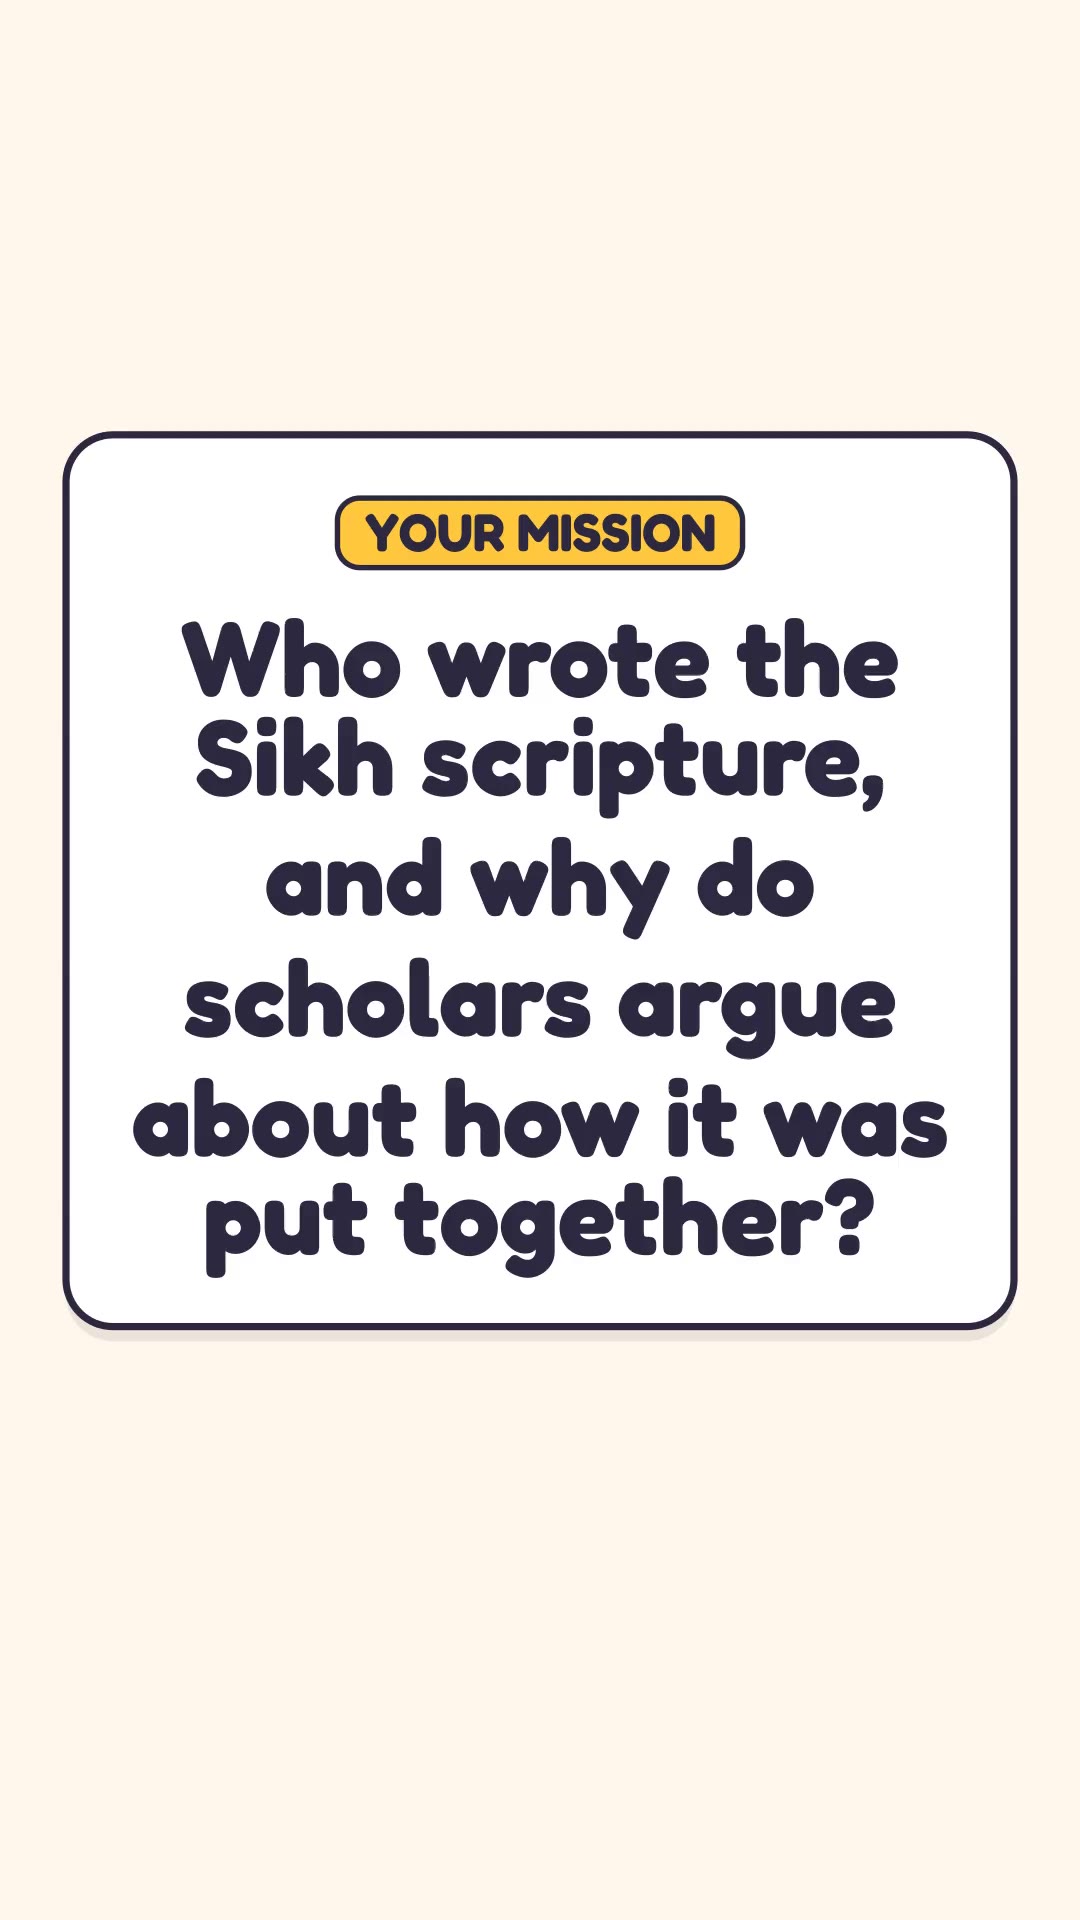 YOUR MISSION
Who wrote the
Sikh scripture,
and why do
scholars argue
about how it was
put together?